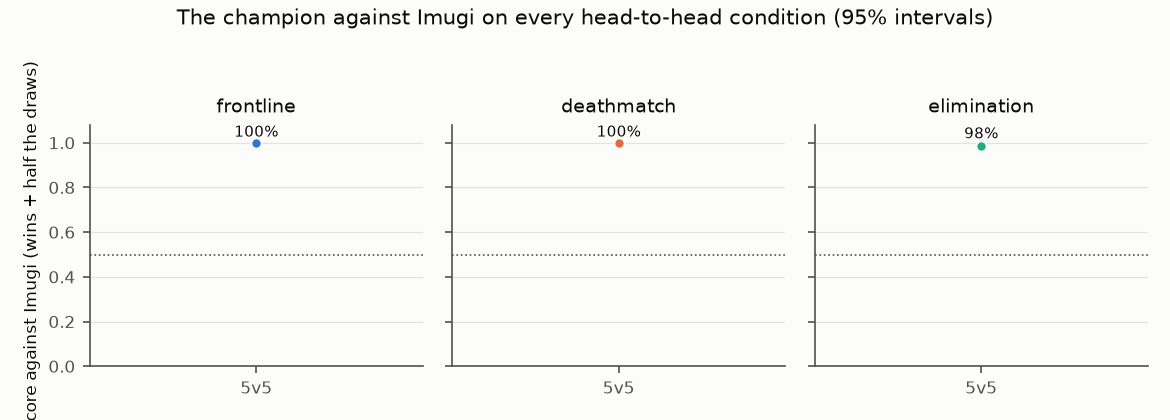 The champion against Imugi on every head-to-head condition (95% intervals)
core against Imugi (wins + half the draws)
frontline
deathmatch
elimination
100%
100%
98%
1.0
0.8
0.6
0.4
0.2
0.0
5v5
5v5
5v5